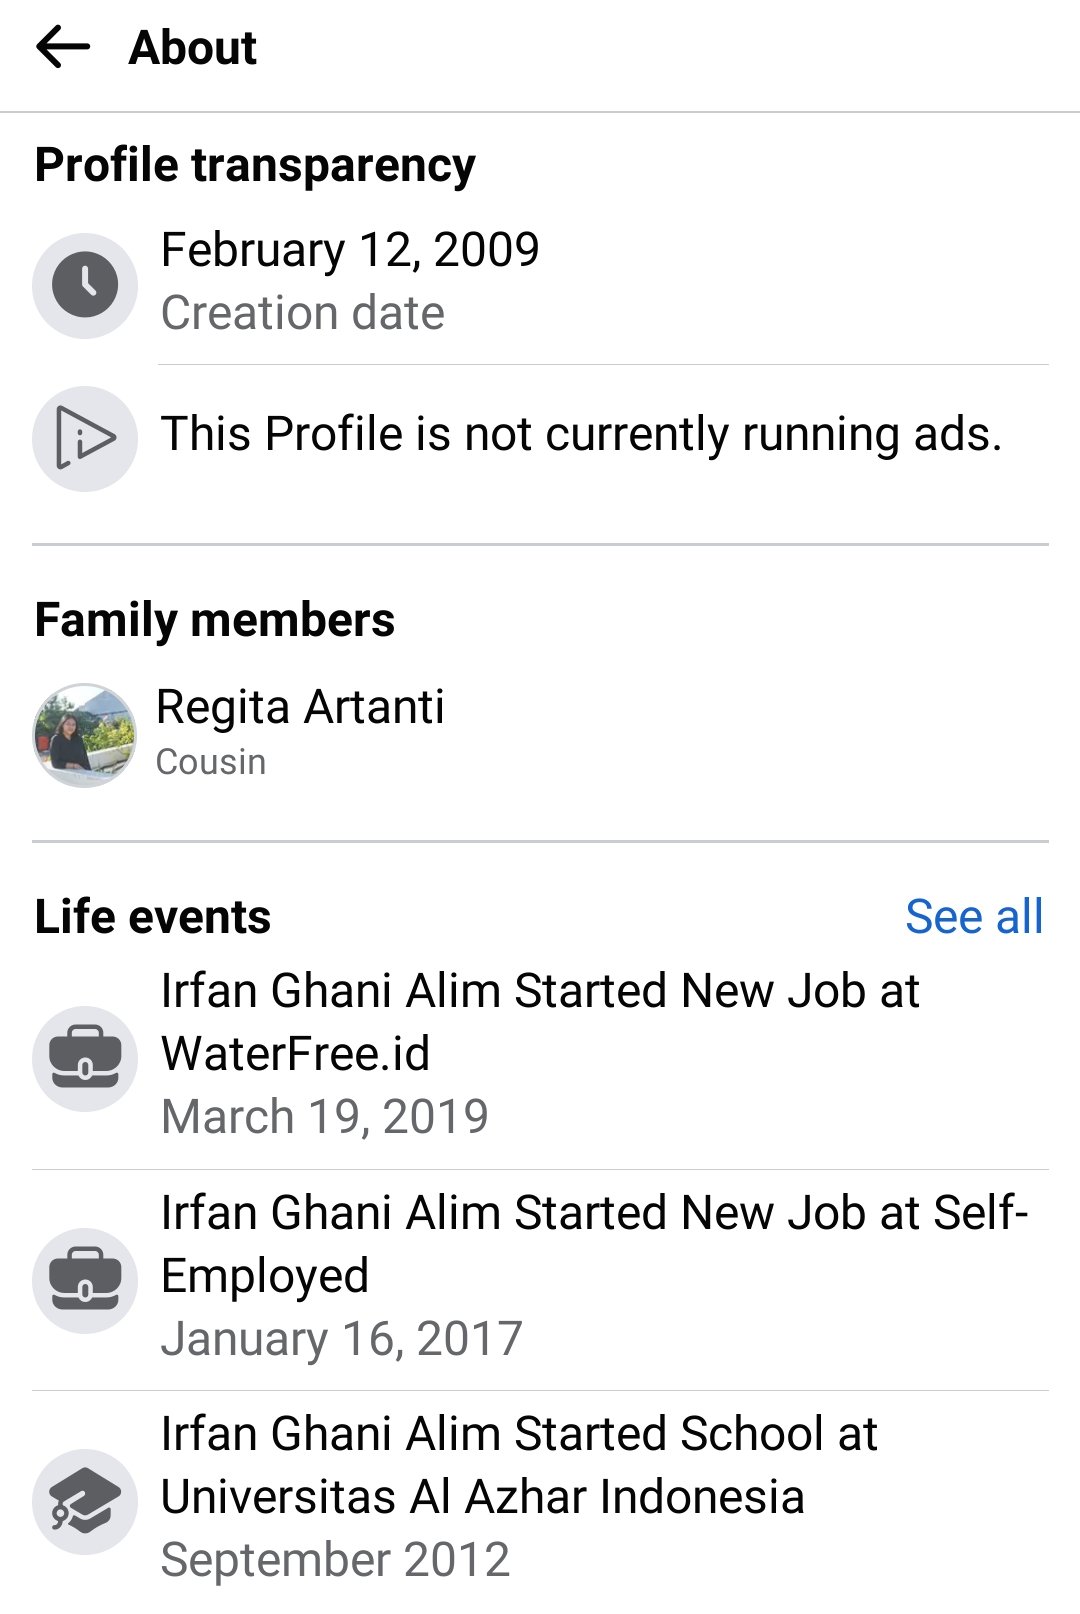 About
Profile transparency
February 12, 2009
Creation date
This Profile is not currently running ads.
Family members
Regita Artanti
Cousin
Life events
See all
Irfan Ghani Alim Started New Job at
WaterFree.id
March 19, 2019
Irfan Ghani Alim Started New Job at Self-
Employed
January 16, 2017
Irfan Ghani Alim Started School at
Universitas Al Azhar Indonesia
September 2012